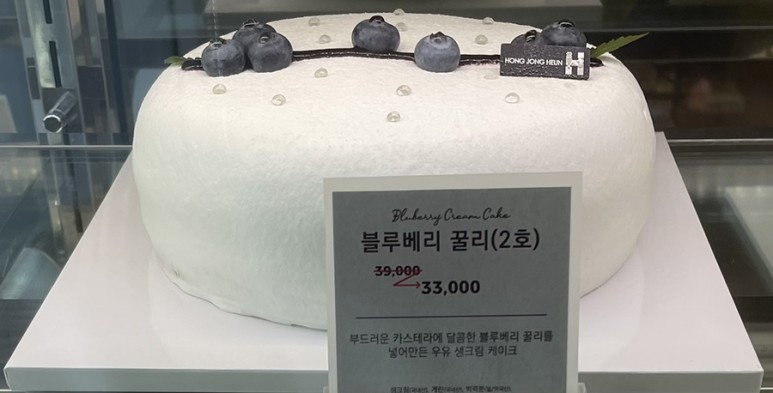 HONG JONG HEUN H
Bluberry Cream Cake
블루베리 꿀리(2호)
39,000
33,000
부드러운 카스테라에 달콤한 블루베리 꿀리를
넣어만든 우유 생크림 케이크